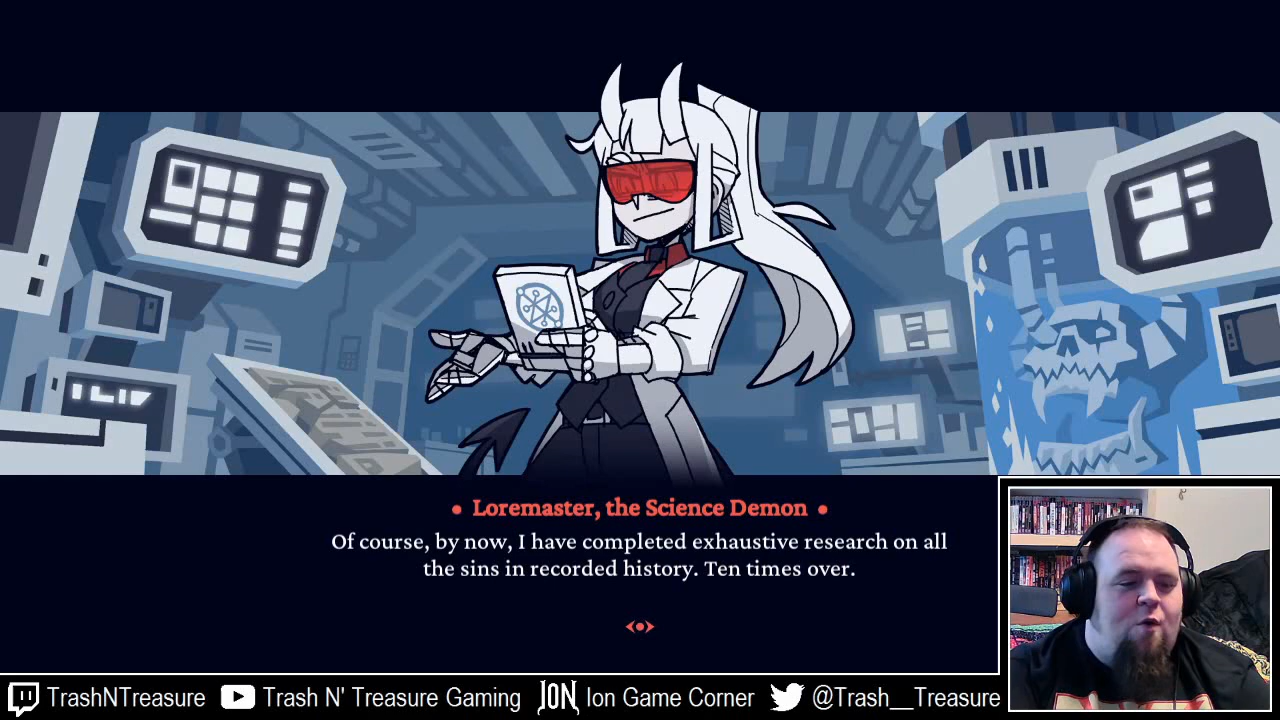 • Loremaster, the Science Demon •
Of course, by now, I have completed exhaustive research on all
the sins in recorded history. Ten times over.
TrashNTreasure Trash N' Treasure Gaming ION Ion Game Corner @Trash__Treasure